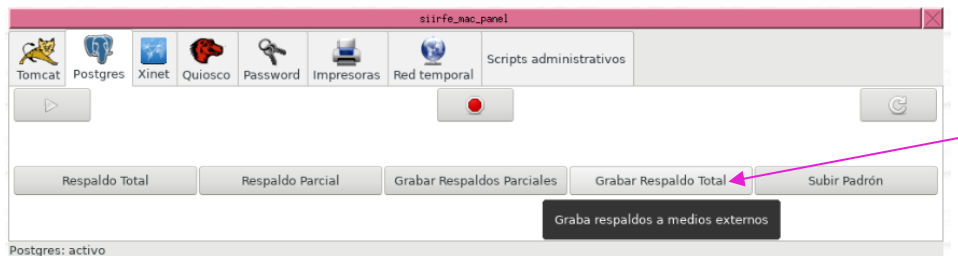 siirfe_mac_panel
Tomcat Postgres Xinet Quiosco Password Impresoras Red temporal Scripts administrativos
Respaldo Total Respaldo Parcial Grabar Respaldos Parciales Grabar Respaldo Total Subir Padrón
Graba respaldos a medios externos
Postgres: activo